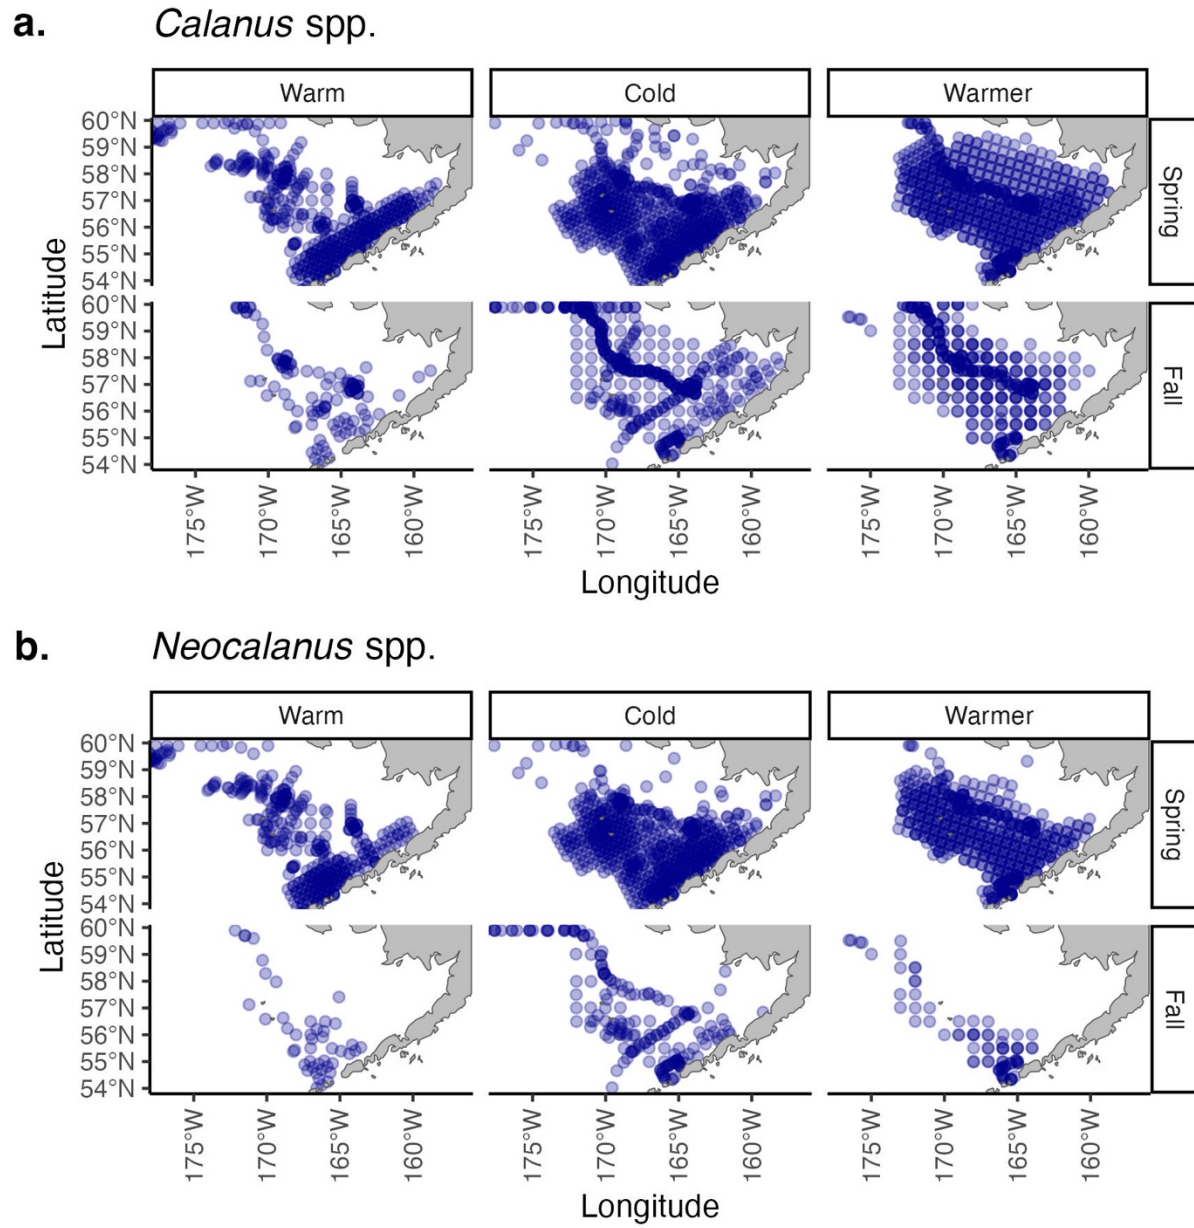 a. Calanus spp.
Warm Cold Warmer
60°N
59°N
58°N
57°N
56°N
55°N
54°N
Spring
60°N
59°N
58°N
57°N
56°N
55°N
54°N
Fall
Latitude
175°W 170°W 165°W 160°W 175°W 170°W 165°W 160°W 175°W 170°W 165°W 160°W
Longitude
b. Neocalanus spp.
Warm Cold Warmer
60°N
59°N
58°N
57°N
56°N
55°N
54°N
Spring
60°N
59°N
58°N
57°N
56°N
55°N
54°N
Fall
Latitude
175°W 170°W 165°W 160°W 175°W 170°W 165°W 160°W 175°W 170°W 165°W 160°W
Longitude